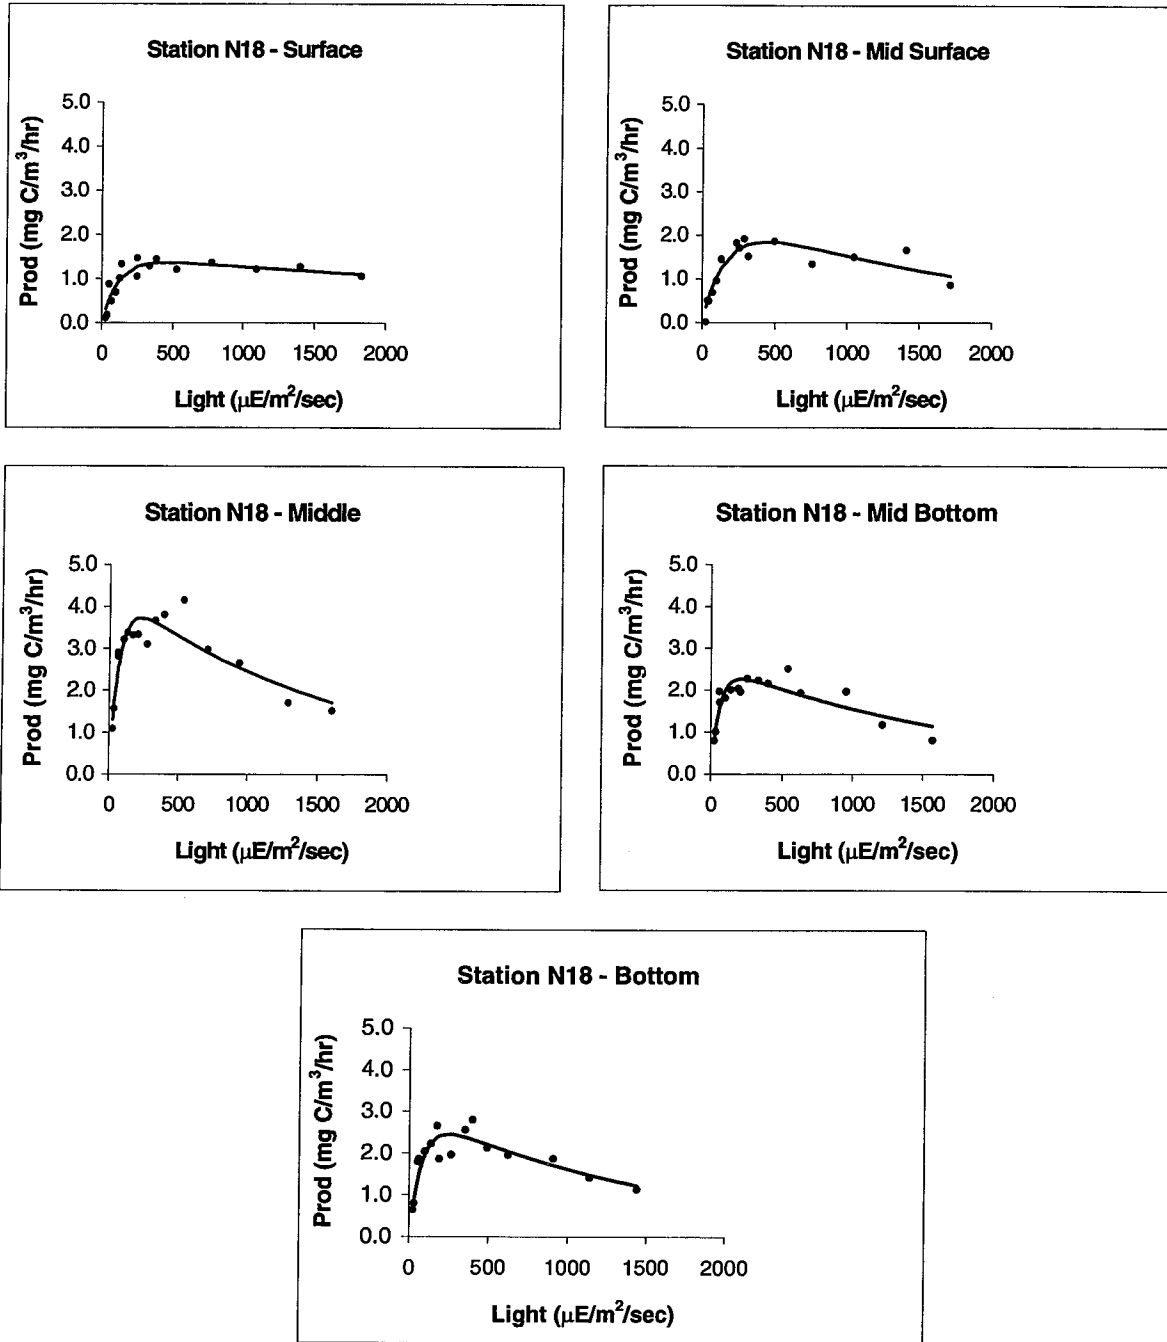 Station N18 - Surface
Prod (mg C/m³/hr)
5.0
4.0
3.0
2.0
1.0
0.0
0 500 1000 1500 2000
Light (µE/m²/sec)
Station N18 - Mid Surface
Prod (mg C/m³/hr)
5.0
4.0
3.0
2.0
1.0
0.0
0 500 1000 1500 2000
Light (µE/m²/sec)
Station N18 - Middle
Prod (mg C/m³/hr)
5.0
4.0
3.0
2.0
1.0
0.0
0 500 1000 1500 2000
Light (µE/m²/sec)
Station N18 - Mid Bottom
Prod (mg C/m³/hr)
5.0
4.0
3.0
2.0
1.0
0.0
0 500 1000 1500 2000
Light (µE/m²/sec)
Station N18 - Bottom
Prod (mg C/m³/hr)
5.0
4.0
3.0
2.0
1.0
0.0
0 500 1000 1500 2000
Light (µE/m²/sec)